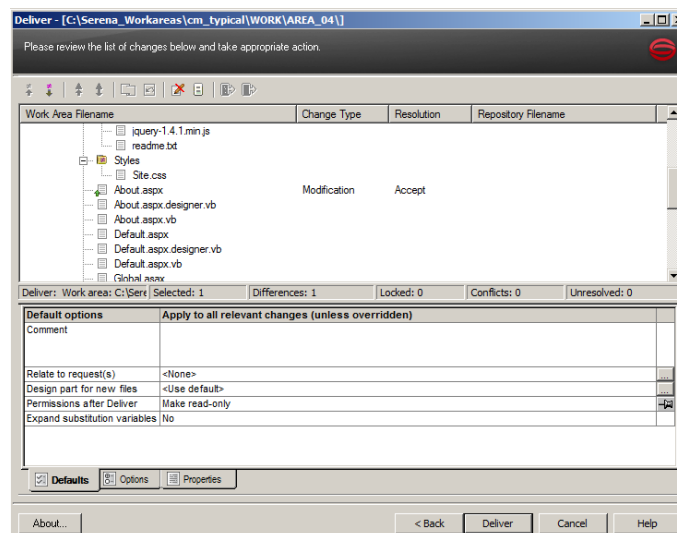 Deliver - [C:\Serena_Workareas\cm_typical\WORK\AREA_04\]
Please review the list of changes below and take appropriate action.
Work Area Filename Change Type Resolution Repository Filename
jquery-1.4.1.min.js
readme.txt
Styles
Site.css
About.aspx Modification Accept
About.aspx.designer.vb
About.aspx.vb
Default.aspx
Default.aspx.designer.vb
Default.aspx.vb
Global.asax
Deliver: Work area: C:\Sere Selected: 1 Differences: 1 Locked: 0 Conflicts: 0 Unresolved: 0
Default options Apply to all relevant changes (unless overridden)
Comment
Relate to request(s) <None> ...
Design part for new files <Use default> ...
Permissions after Deliver Make read-only
Expand substitution variables No
Defaults Options Properties
About... < Back Deliver Cancel Help